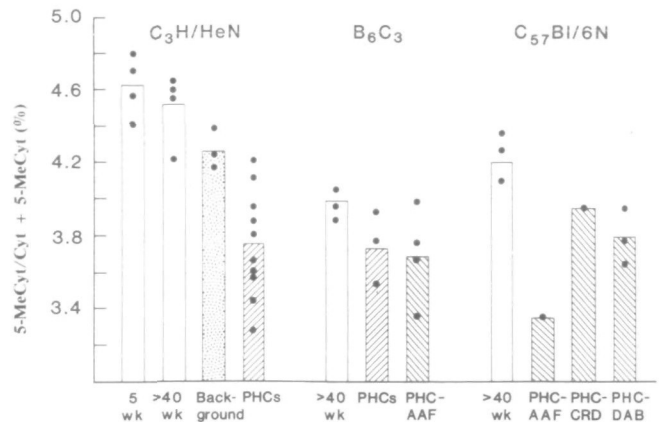 5-MeCyt/Cyt + 5-MeCyt (%)
5.0
4.6
4.2
3.8
3.4
C₃H/HeN
B₆C₃
C₅₇Bl/6N
5 wk
>40 wk
Back-ground
PHCs
>40 wk
PHCs
PHC-AAF
>40 wk
PHC-AAF
PHC-CRD
PHC-DAB